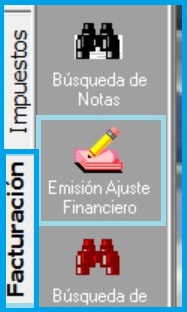 Impuestos
Facturación
Búsqueda de
Notas
Emisión Ajuste
Financiero
Búsqueda de